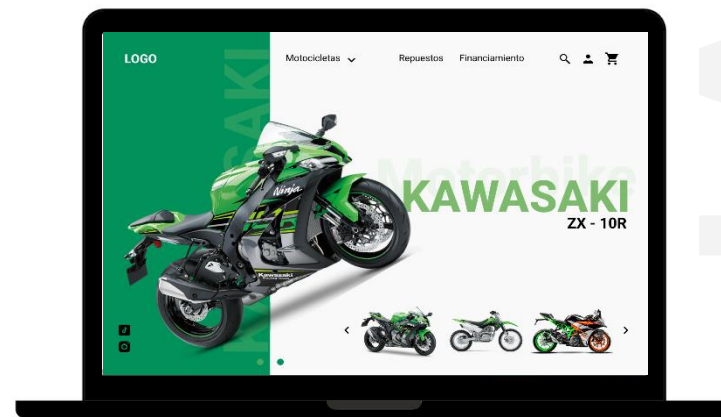 LOGO
Motocicletas
Repuestos
Financiamiento
KAWASAKI
Motorbike
KAWASAKI
ZX - 10R
Ninja
Kawasaki